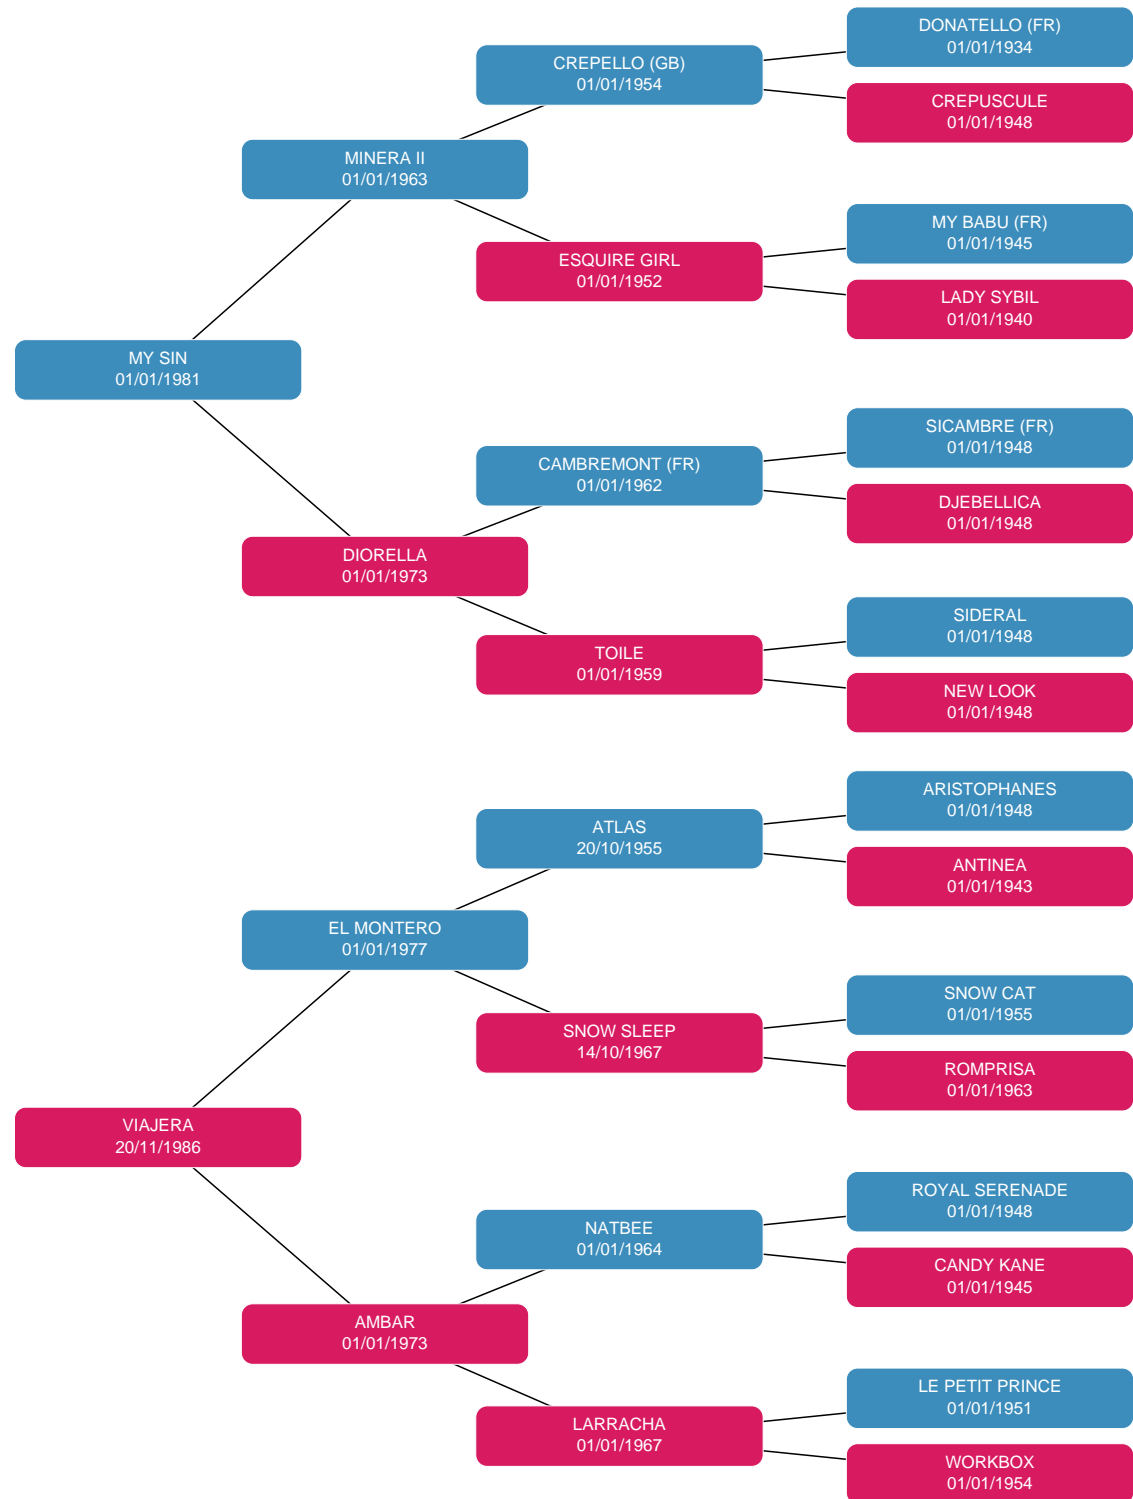 DONATELLO (FR)
01/01/1934
CREPELLO (GB)
01/01/1954
CREPUSCULE
01/01/1948
MINERA II
01/01/1963
MY BABU (FR)
01/01/1945
ESQUIRE GIRL
01/01/1952
LADY SYBIL
01/01/1940
MY SIN
01/01/1981
SICAMBRE (FR)
01/01/1948
CAMBREMONT (FR)
01/01/1962
DJEBELLICA
01/01/1948
DIORELLA
01/01/1973
SIDERAL
01/01/1948
TOILE
01/01/1959
NEW LOOK
01/01/1948
ARISTOPHANES
01/01/1948
ATLAS
20/10/1955
ANTINEA
01/01/1943
EL MONTERO
01/01/1977
SNOW CAT
01/01/1955
SNOW SLEEP
14/10/1967
ROMPRISA
01/01/1963
VIAJERA
20/11/1986
ROYAL SERENADE
01/01/1948
NATBEE
01/01/1964
CANDY KANE
01/01/1945
AMBAR
01/01/1973
LE PETIT PRINCE
01/01/1951
LARRACHA
01/01/1967
WORKBOX
01/01/1954